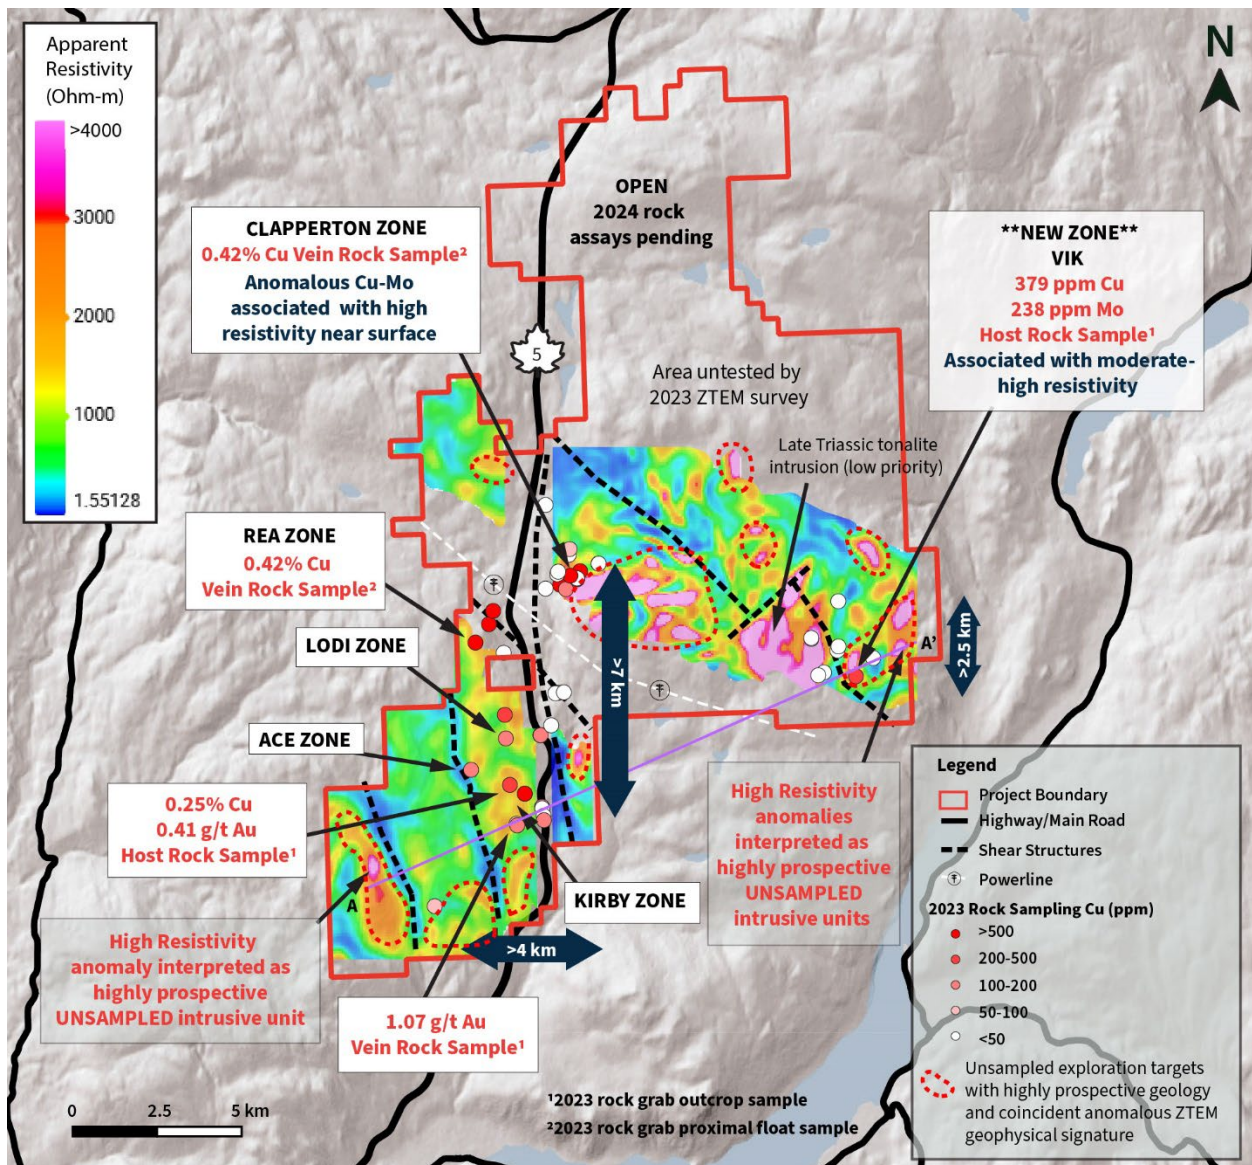 Apparent
Resistivity
(Ohm-m)
>4000
3000
2000
1000
1.55128
N
OPEN
2024 rock
assays pending
CLAPPERTON ZONE
0.42% Cu Vein Rock Sample²
Anomalous Cu-Mo
associated with high
resistivity near surface
**NEW ZONE**
VIK
379 ppm Cu
238 ppm Mo
Host Rock Sample¹
Associated with moderate-
high resistivity
5
Area untested by
2023 ZTEM survey
Late Triassic tonalite
intrusion (low priority)
REA ZONE
0.42% Cu
Vein Rock Sample²
LODI ZONE
ACE ZONE
>7 km
>2.5 km
A'
0.25% Cu
0.41 g/t Au
Host Rock Sample¹
KIRBY ZONE
A
>4 km
High Resistivity
anomaly interpreted as
highly prospective
UNSAMPLED intrusive unit
1.07 g/t Au
Vein Rock Sample¹
High Resistivity
anomalies
interpreted as
highly prospective
UNSAMPLED
intrusive units
Legend
Project Boundary
Highway/Main Road
Shear Structures
Powerline
2023 Rock Sampling Cu (ppm)
>500
200-500
100-200
50-100
<50
Unsampled exploration targets
with highly prospective geology
and coincident anomalous ZTEM
geophysical signature
0 2.5 5 km
¹2023 rock grab outcrop sample
²2023 rock grab proximal float sample